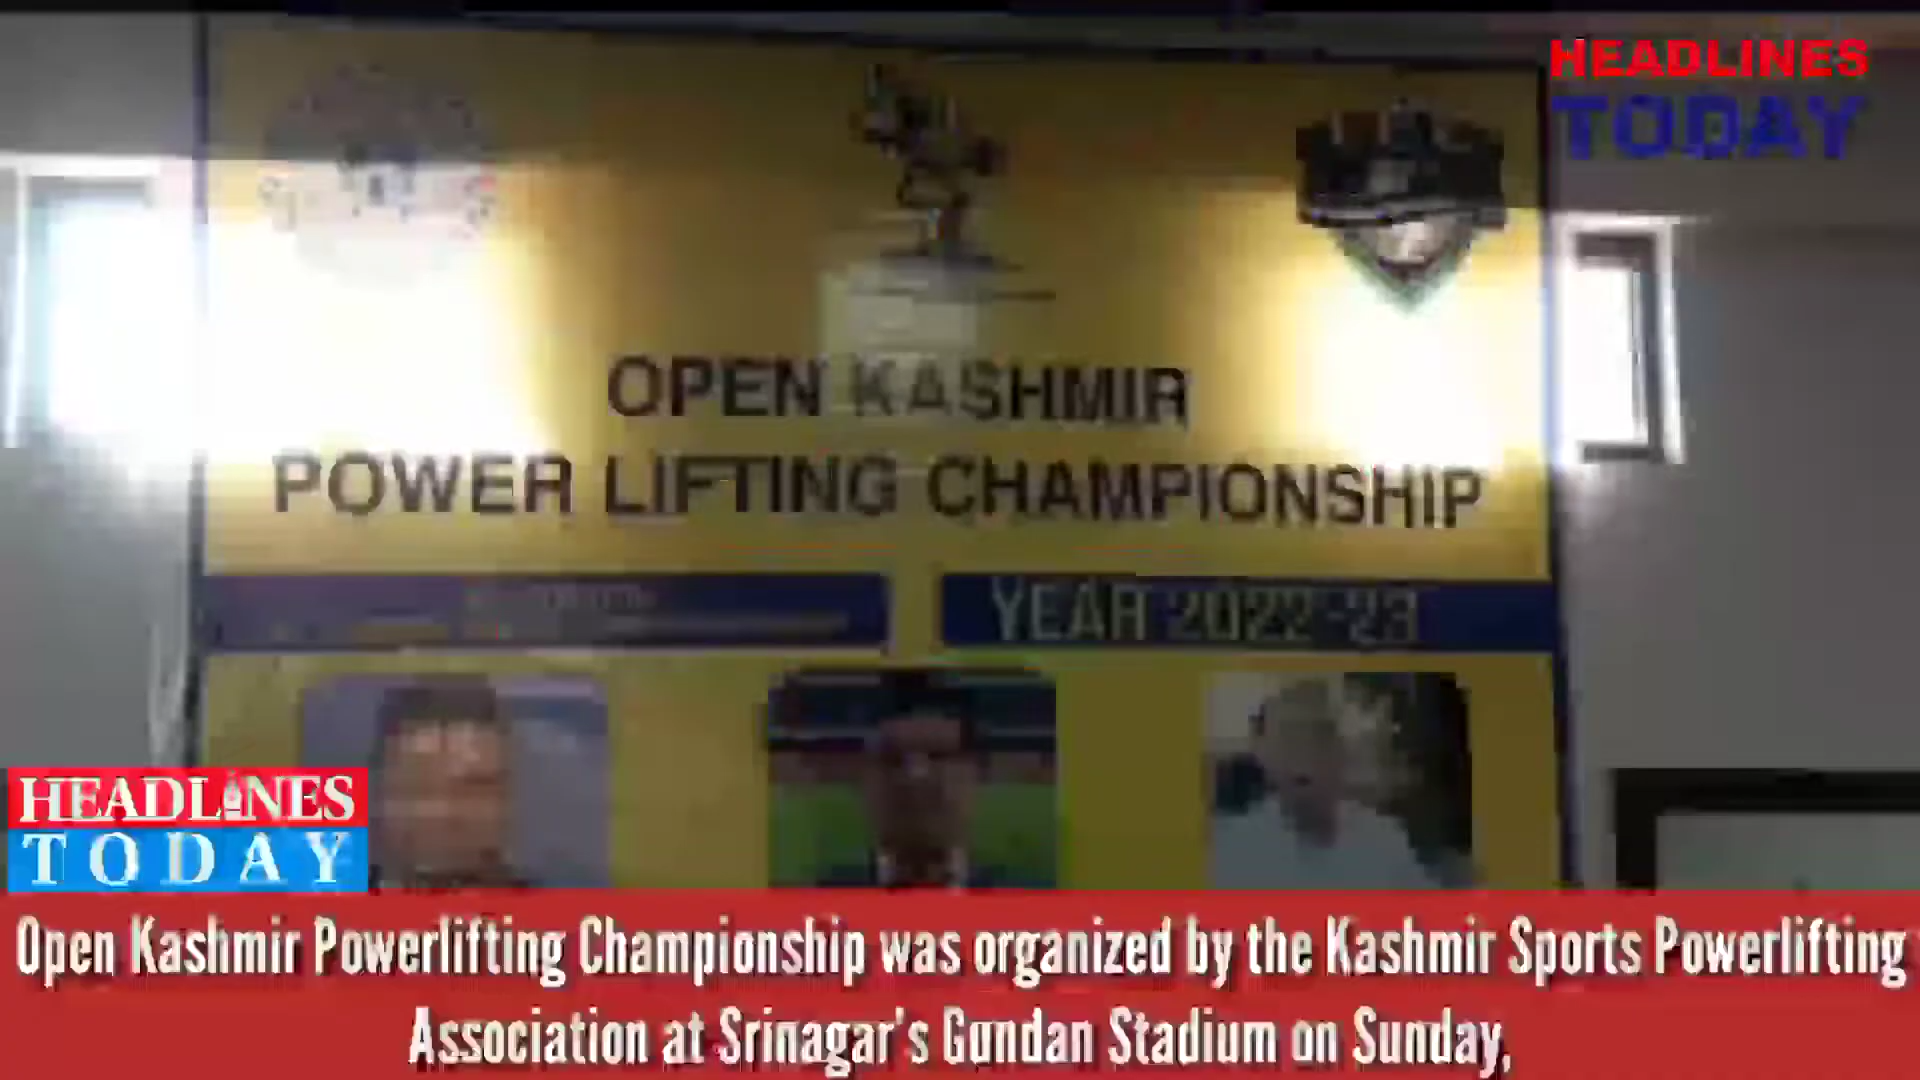 HEADLINES
TODAY
OPEN KASHMIR
POWER LIFTING CHAMPIONSHIP
YEAR 2022-23
HEADLINES
TODAY
Open Kashmir Powerlifting Championship was organized by the Kashmir Sports Powerlifting
Association at Srinagar's Gundan Stadium on Sunday,